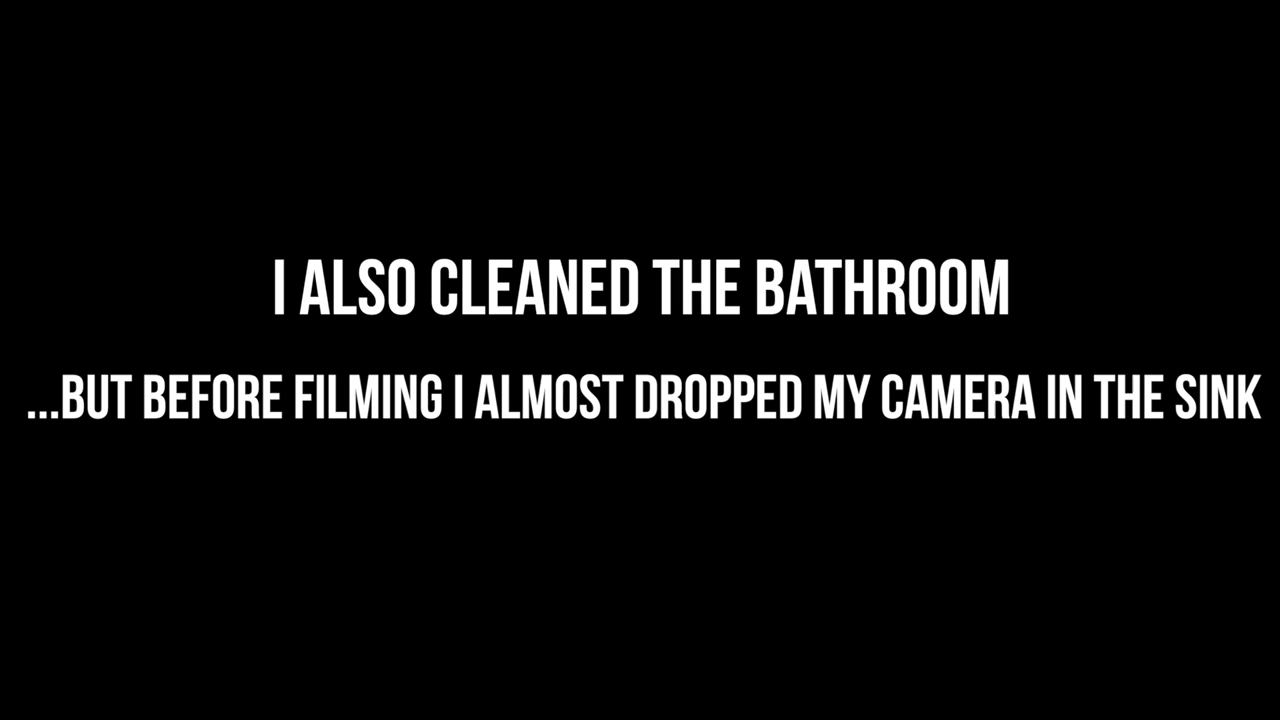 I ALSO CLEANED THE BATHROOM
...BUT BEFORE FILMING I ALMOST DROPPED MY CAMERA IN THE SINK